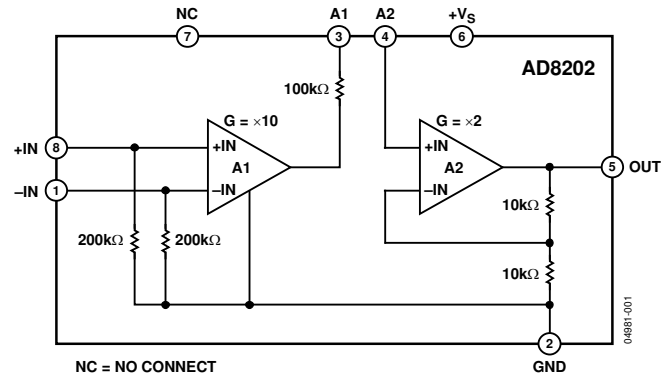 NC
A1
A2
+VS
7
3
4
6
AD8202
100kΩ
G = ×10
G = ×2
+IN
8
+IN
+IN
A1
A2
5
OUT
–IN
1
–IN
–IN
10kΩ
200kΩ
200kΩ
10kΩ
04981-001
2
NC = NO CONNECT
GND